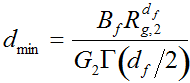 d_min = B_f R_{g,2}^{d_f} / G_2 Γ(d_f/2)